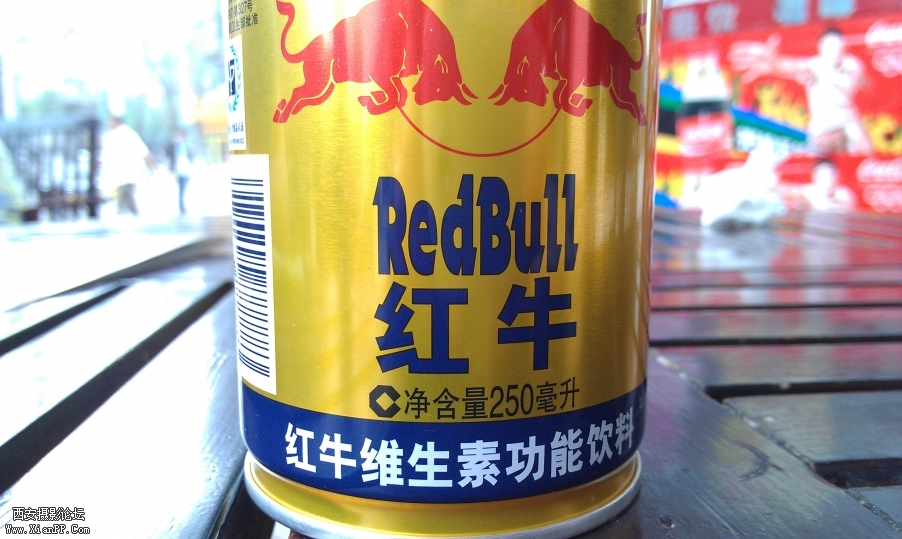 RedBull
红牛
净含量250毫升
红牛维生素功能饮料
西安摄影论坛
Www.XianPP.Com